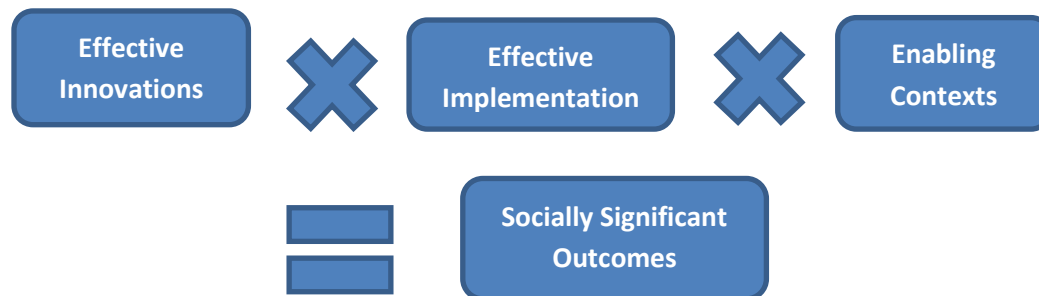 Effective
Innovations
Effective
Implementation
Enabling
Contexts
Socially Significant
Outcomes